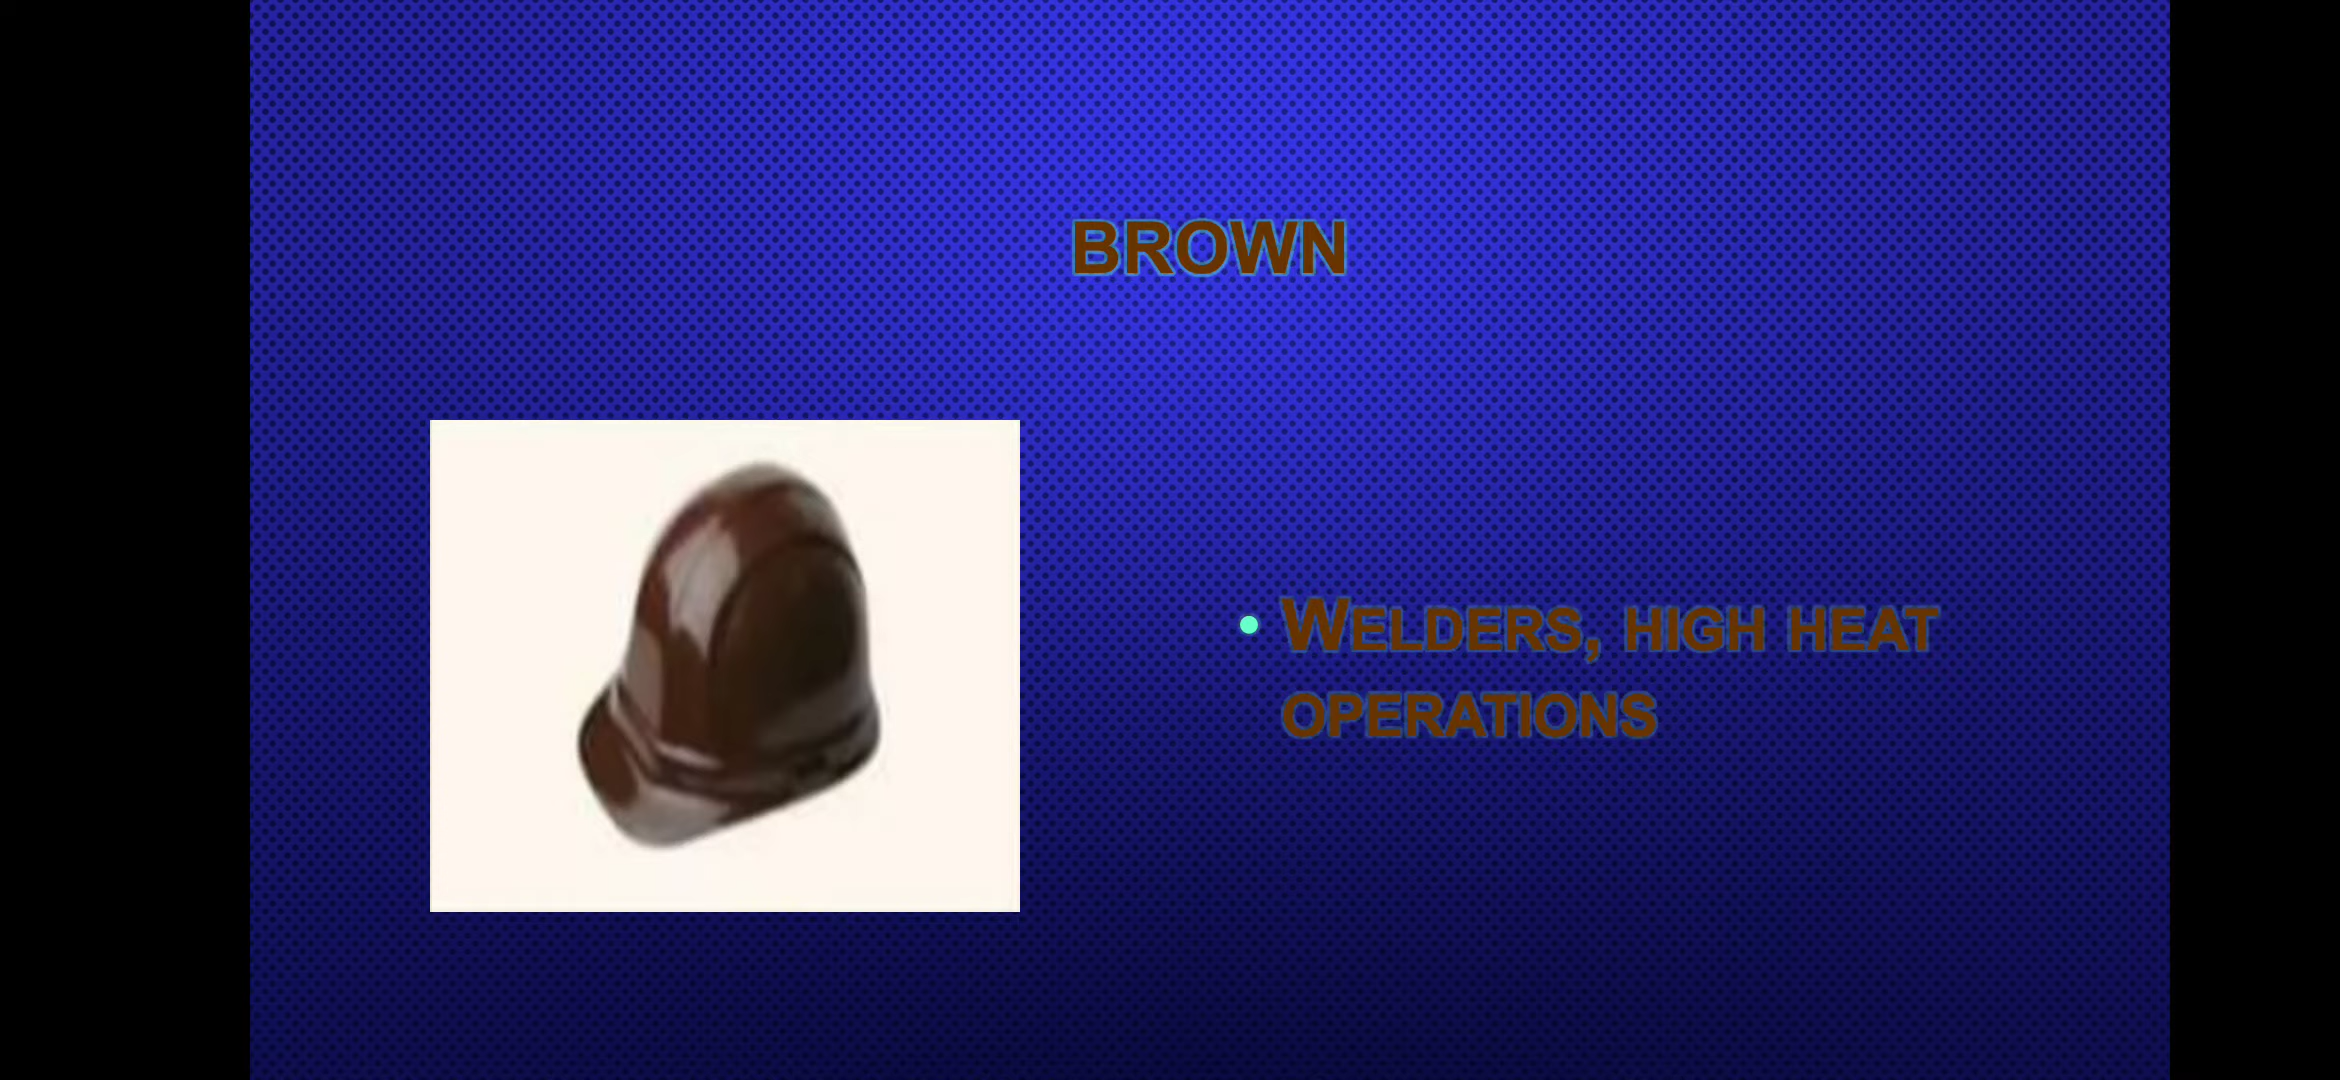 BROWN
• WELDERS, HIGH HEAT
OPERATIONS